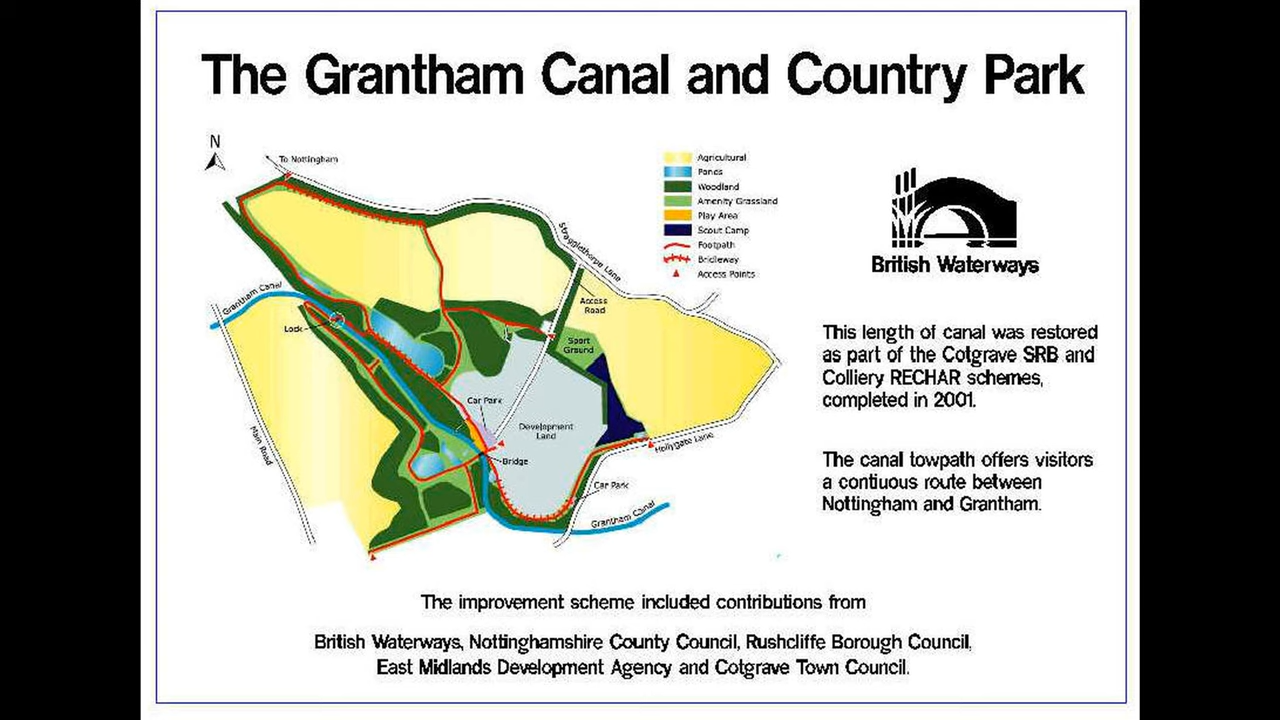 The Grantham Canal and Country Park
N
To Nottingham
Agricultural
Ponds
Woodland
Amenity Grassland
Play Area
Scout Camp
Footpath
Bridleway
Access Points
British Waterways
Stragglethorpe Lane
Grantham Canal
Access
Road
Lock
Sport
Ground
This length of canal was restored
as part of the Cotgrave SRB and
Colliery RECHAR schemes,
completed in 2001.
Car Park
Development
Land
Main Road
Hollygate Lane
Bridge
Car Park
Grantham Canal
The canal towpath offers visitors
a contiuous route between
Nottingham and Grantham.
The improvement scheme included contributions from
British Waterways, Nottinghamshire County Council, Rushcliffe Borough Council,
East Midlands Development Agency and Cotgrave Town Council.